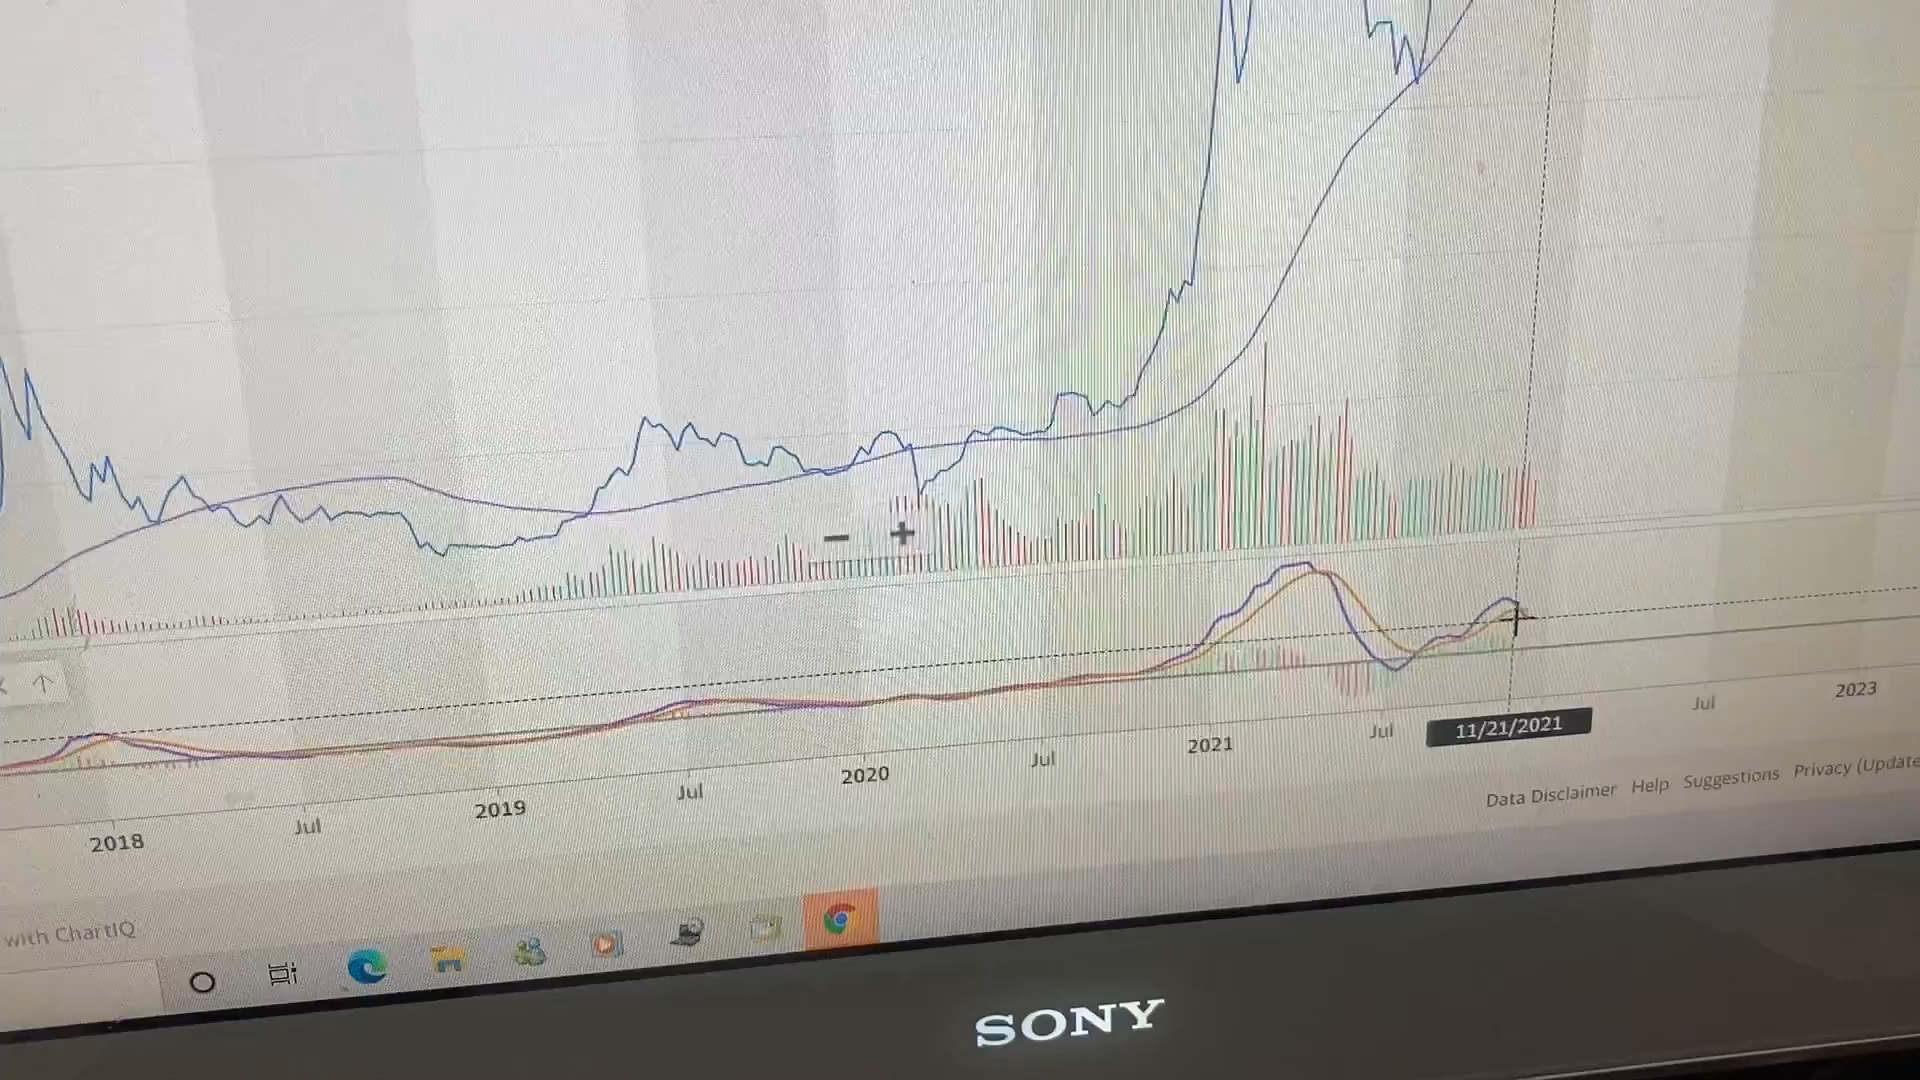 11/21/2021
2018
Jul
2019
Jul
2020
Jul
2021
Jul
Jul
2023
Data Disclaimer Help Suggestions Privacy (Update
with ChartIQ
SONY